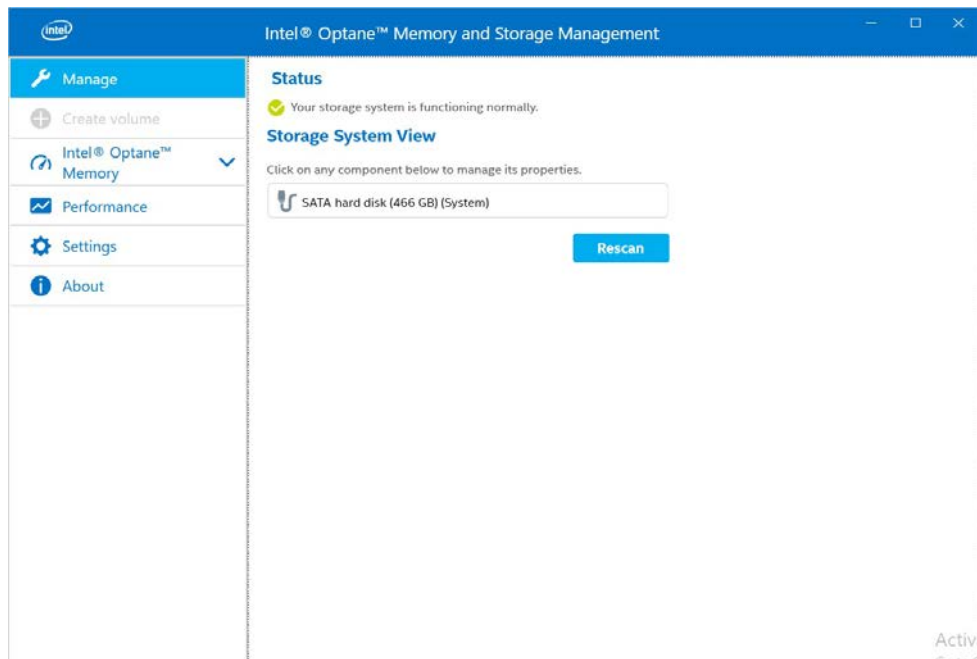 intel
Intel® Optane™ Memory and Storage Management
Manage
Create volume
Intel® Optane™
Memory
Performance
Settings
About
Status
Your storage system is functioning normally.
Storage System View
Click on any component below to manage its properties.
SATA hard disk (466 GB) (System)
Rescan
Activ